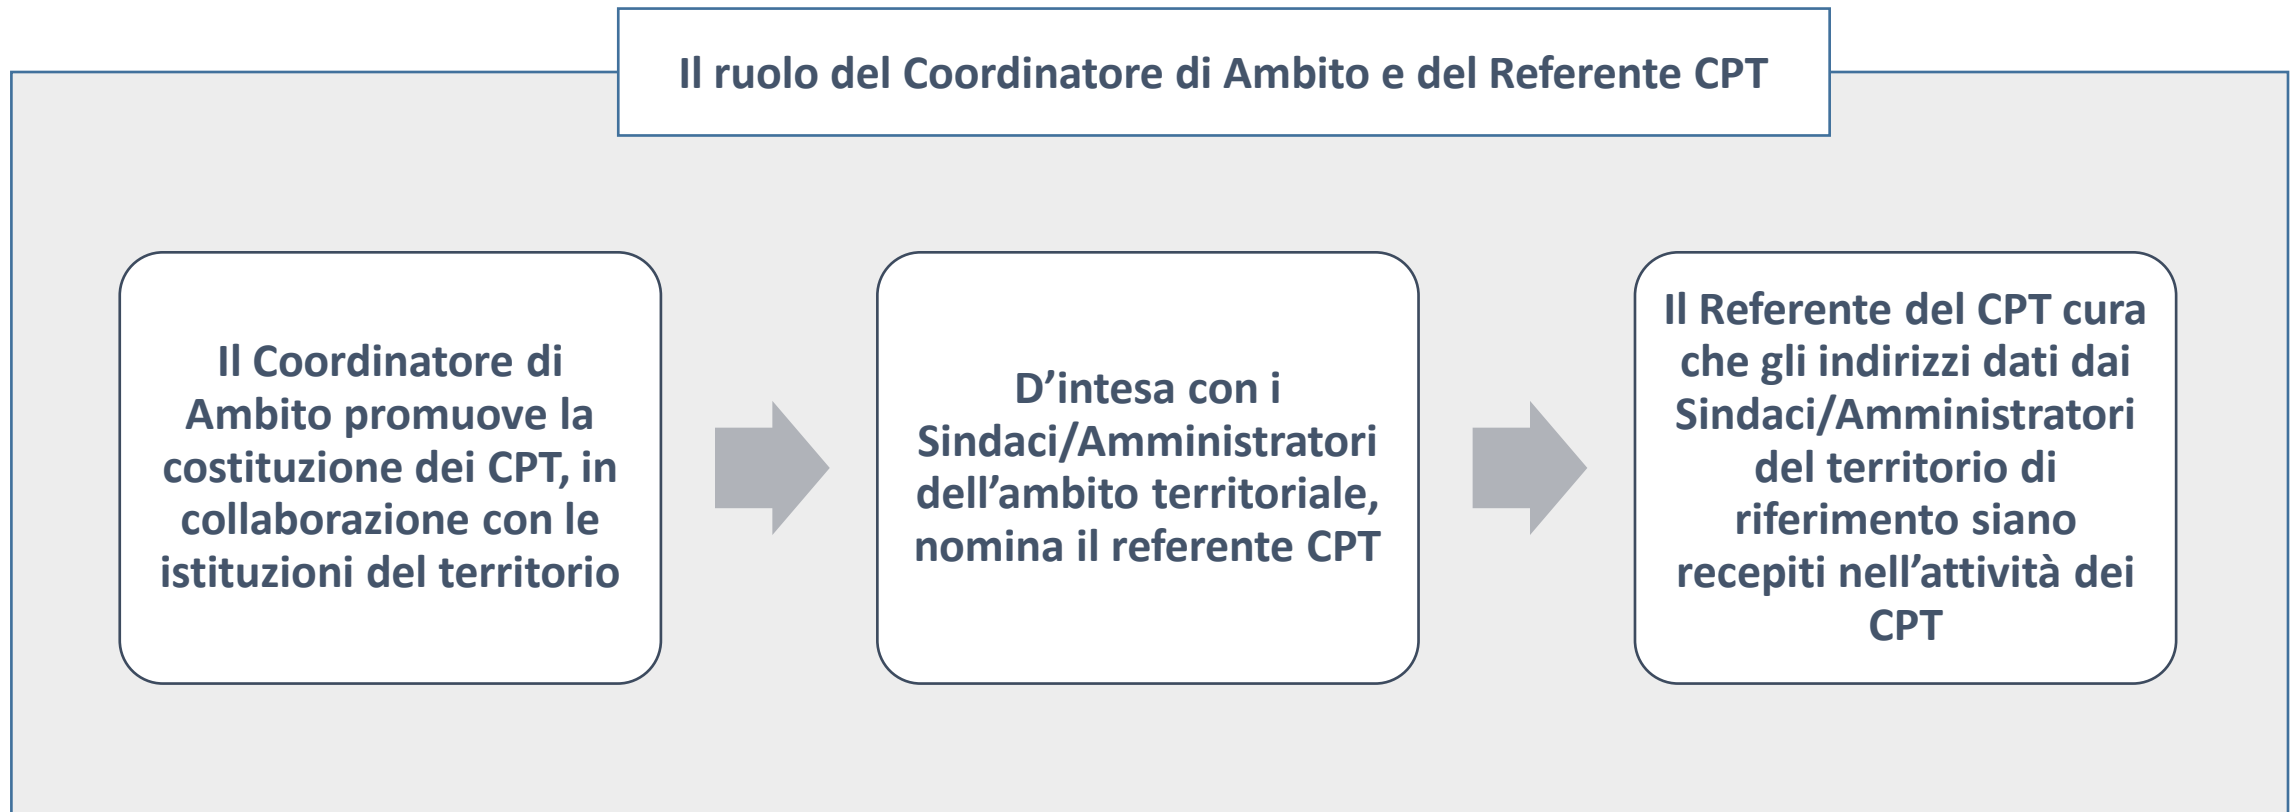 Il ruolo del Coordinatore di Ambito e del Referente CPT
Il Coordinatore di
Ambito promuove la
costituzione dei CPT, in
collaborazione con le
istituzioni del territorio
D’intesa con i
Sindaci/Amministratori
dell’ambito territoriale,
nomina il referente CPT
Il Referente del CPT cura
che gli indirizzi dati dai
Sindaci/Amministratori
del territorio di
riferimento siano
recepiti nell’attività dei
CPT